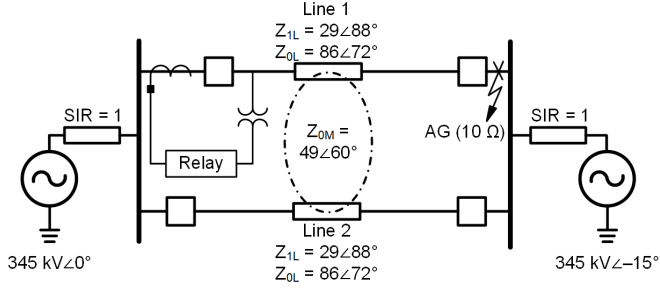 Line 1
Z1L = 29∠88°
Z0L = 86∠72°
SIR = 1
Z0M =
49∠60°
AG (10 Ω)
SIR = 1
Relay
Line 2
Z1L = 29∠88°
Z0L = 86∠72°
345 kV∠0°
345 kV∠–15°